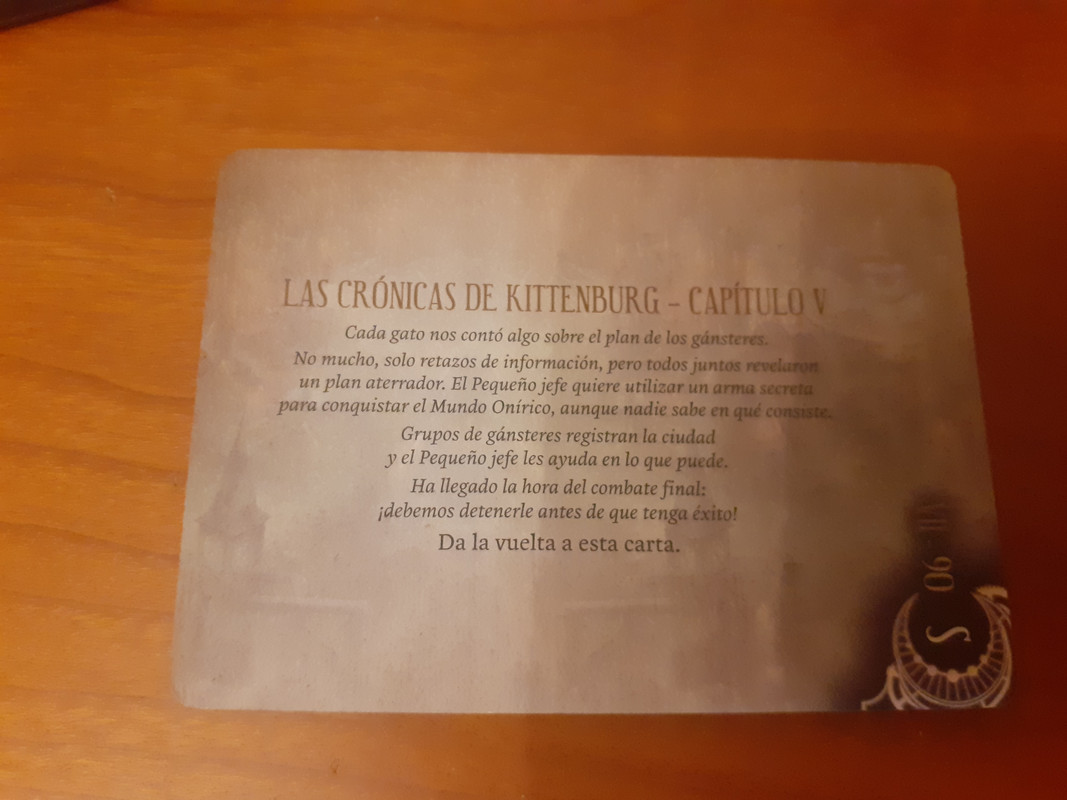 LAS CRÓNICAS DE KITTENBURG – CAPÍTULO V
Cada gato nos contó algo sobre el plan de los gánsteres.
No mucho, solo retazos de información, pero todos juntos revelaron
un plan aterrador. El Pequeño jefe quiere utilizar un arma secreta
para conquistar el Mundo Onírico, aunque nadie sabe en qué consiste.
Grupos de gánsteres registran la ciudad
y el Pequeño jefe les ayuda en lo que puede.
Ha llegado la hora del combate final:
¡debemos detenerle antes de que tenga éxito!
Da la vuelta a esta carta.
06
S